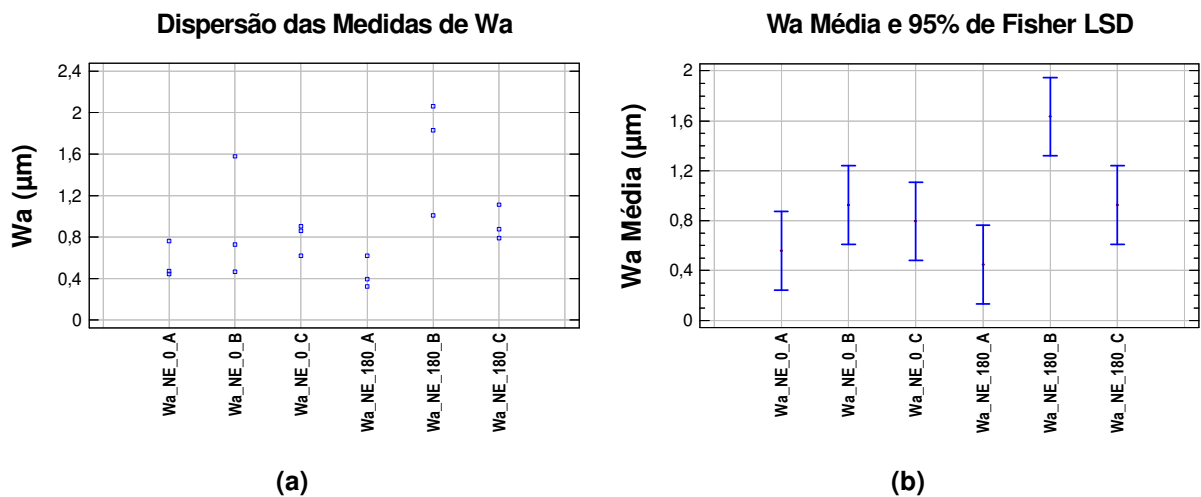 Dispersão das Medidas de Wa
Wa (µm)
2,4
2
1,6
1,2
0,8
0,4
0
Wa_NE_0_A
Wa_NE_0_B
Wa_NE_0_C
Wa_NE_180_A
Wa_NE_180_B
Wa_NE_180_C
(a)
Wa Média e 95% de Fisher LSD
Wa Média (µm)
2
1,6
1,2
0,8
0,4
0
Wa_NE_0_A
Wa_NE_0_B
Wa_NE_0_C
Wa_NE_180_A
Wa_NE_180_B
Wa_NE_180_C
(b)